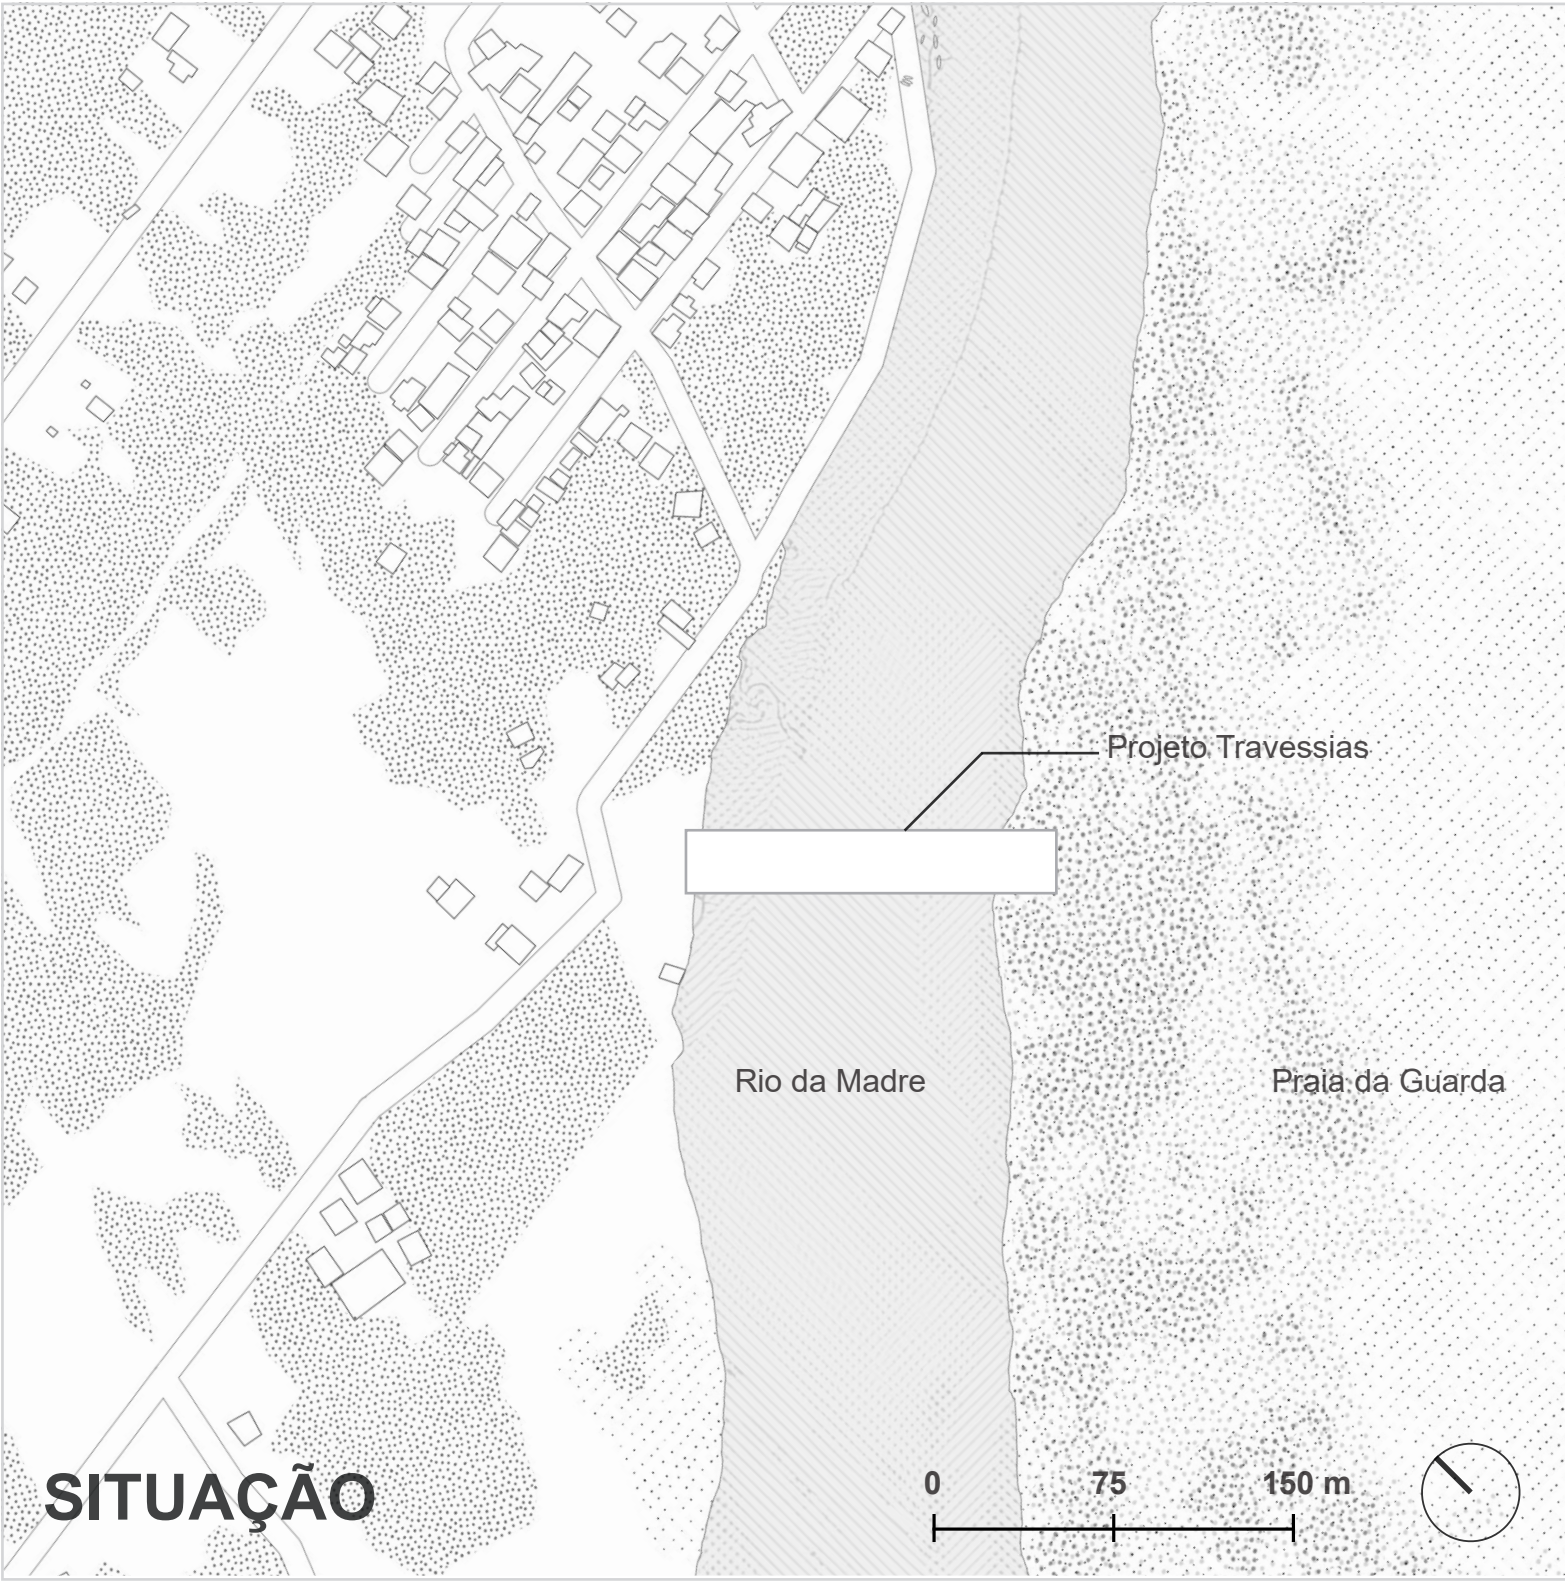 Projeto Travessias
Rio da Madre
Praia da Guarda
0 75 150 m
SITUAÇÃO